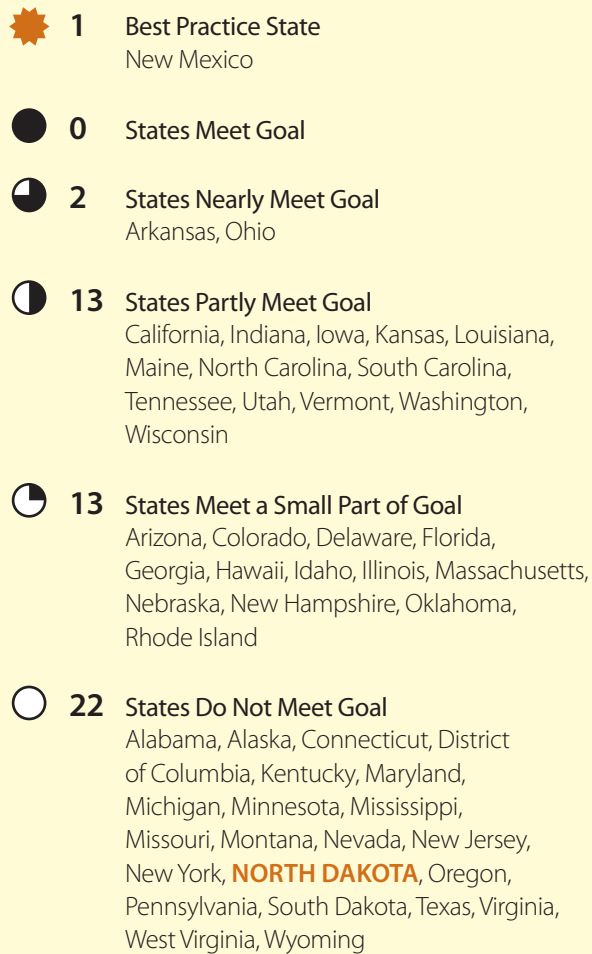 1 Best Practice State
New Mexico
0 States Meet Goal
2 States Nearly Meet Goal
Arkansas, Ohio
13 States Partly Meet Goal
California, Indiana, Iowa, Kansas, Louisiana,
Maine, North Carolina, South Carolina,
Tennessee, Utah, Vermont, Washington,
Wisconsin
13 States Meet a Small Part of Goal
Arizona, Colorado, Delaware, Florida,
Georgia, Hawaii, Idaho, Illinois, Massachusetts,
Nebraska, New Hampshire, Oklahoma,
Rhode Island
22 States Do Not Meet Goal
Alabama, Alaska, Connecticut, District
of Columbia, Kentucky, Maryland,
Michigan, Minnesota, Mississippi,
Missouri, Montana, Nevada, New Jersey,
New York, NORTH DAKOTA, Oregon,
Pennsylvania, South Dakota, Texas, Virginia,
West Virginia, Wyoming